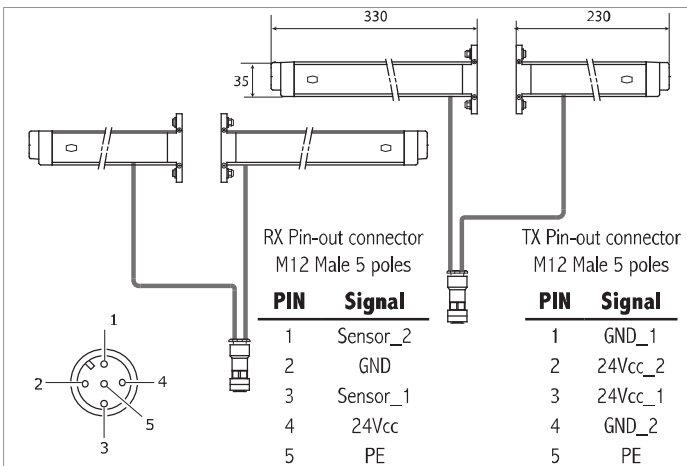 330
230
35
RX Pin-out connector
M12 Male 5 poles
PIN Signal
1 Sensor_2
2 GND
3 Sensor_1
4 24Vcc
5 PE
TX Pin-out connector
M12 Male 5 poles
PIN Signal
1 GND_1
2 24Vcc_2
3 24Vcc_1
4 GND_2
5 PE
1
2
4
5
3